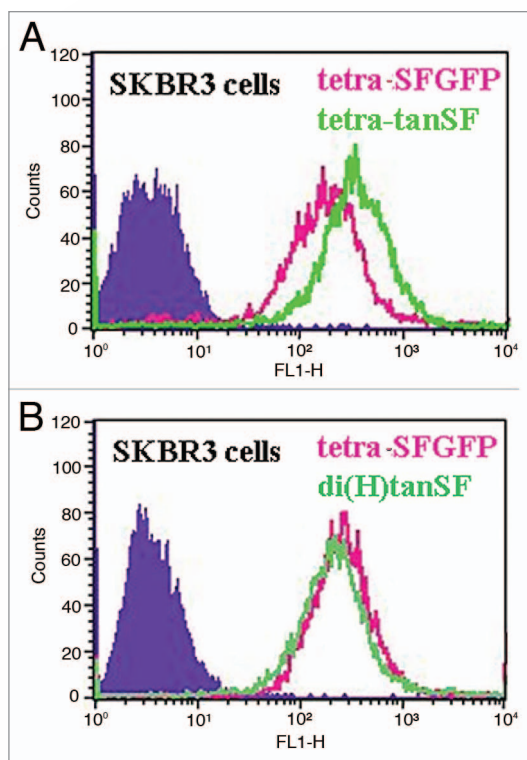 A
SKBR3 cells
tetra-SFGFP
tetra-tanSF
Counts
120
100
80
60
40
20
0
10⁰ 10¹ 10² 10³ 10⁴
FL1-H
B
SKBR3 cells
tetra-SFGFP
di(H)tanSF
Counts
120
100
80
60
40
20
0
10⁰ 10¹ 10² 10³ 10⁴
FL1-H